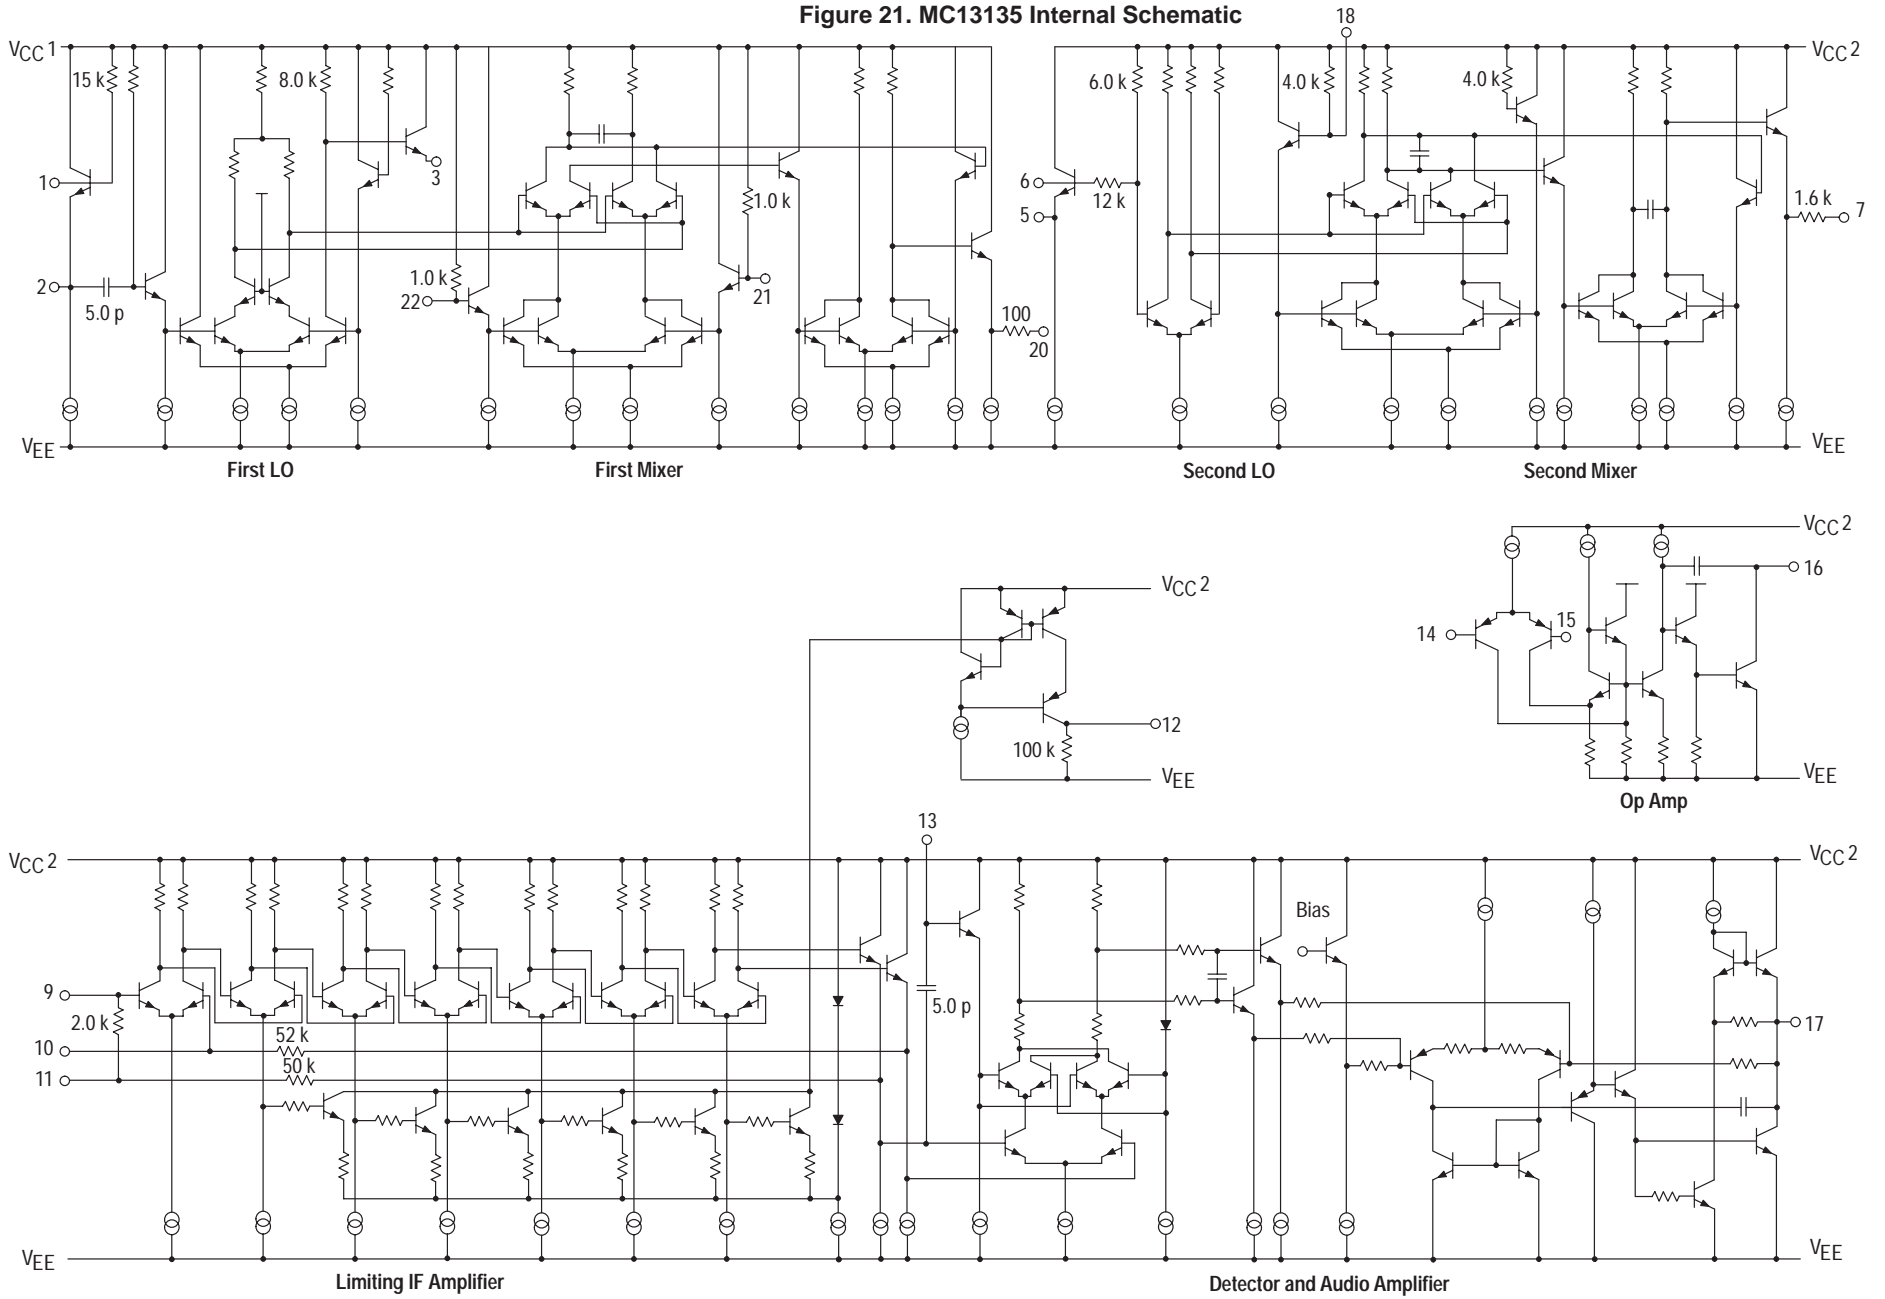 Figure 21. MC13135 Internal Schematic
18
VCC 1
15 k
8.0 k
6.0 k
4.0 k
4.0 k
VCC 2
1
3
1.0 k
6
12 k
5
1.6 k
7
2
5.0 p
1.0 k
22
21
100
20
VEE
VEE
First LO
First Mixer
Second LO
Second Mixer
VCC 2
16
VCC 2
14
15
12
100 k
VEE
VEE
Op Amp
13
VCC 2
VCC 2
Bias
9
2.0 k
5.0 p
17
10
52 k
11
50 k
VEE
VEE
Limiting IF Amplifier
Detector and Audio Amplifier